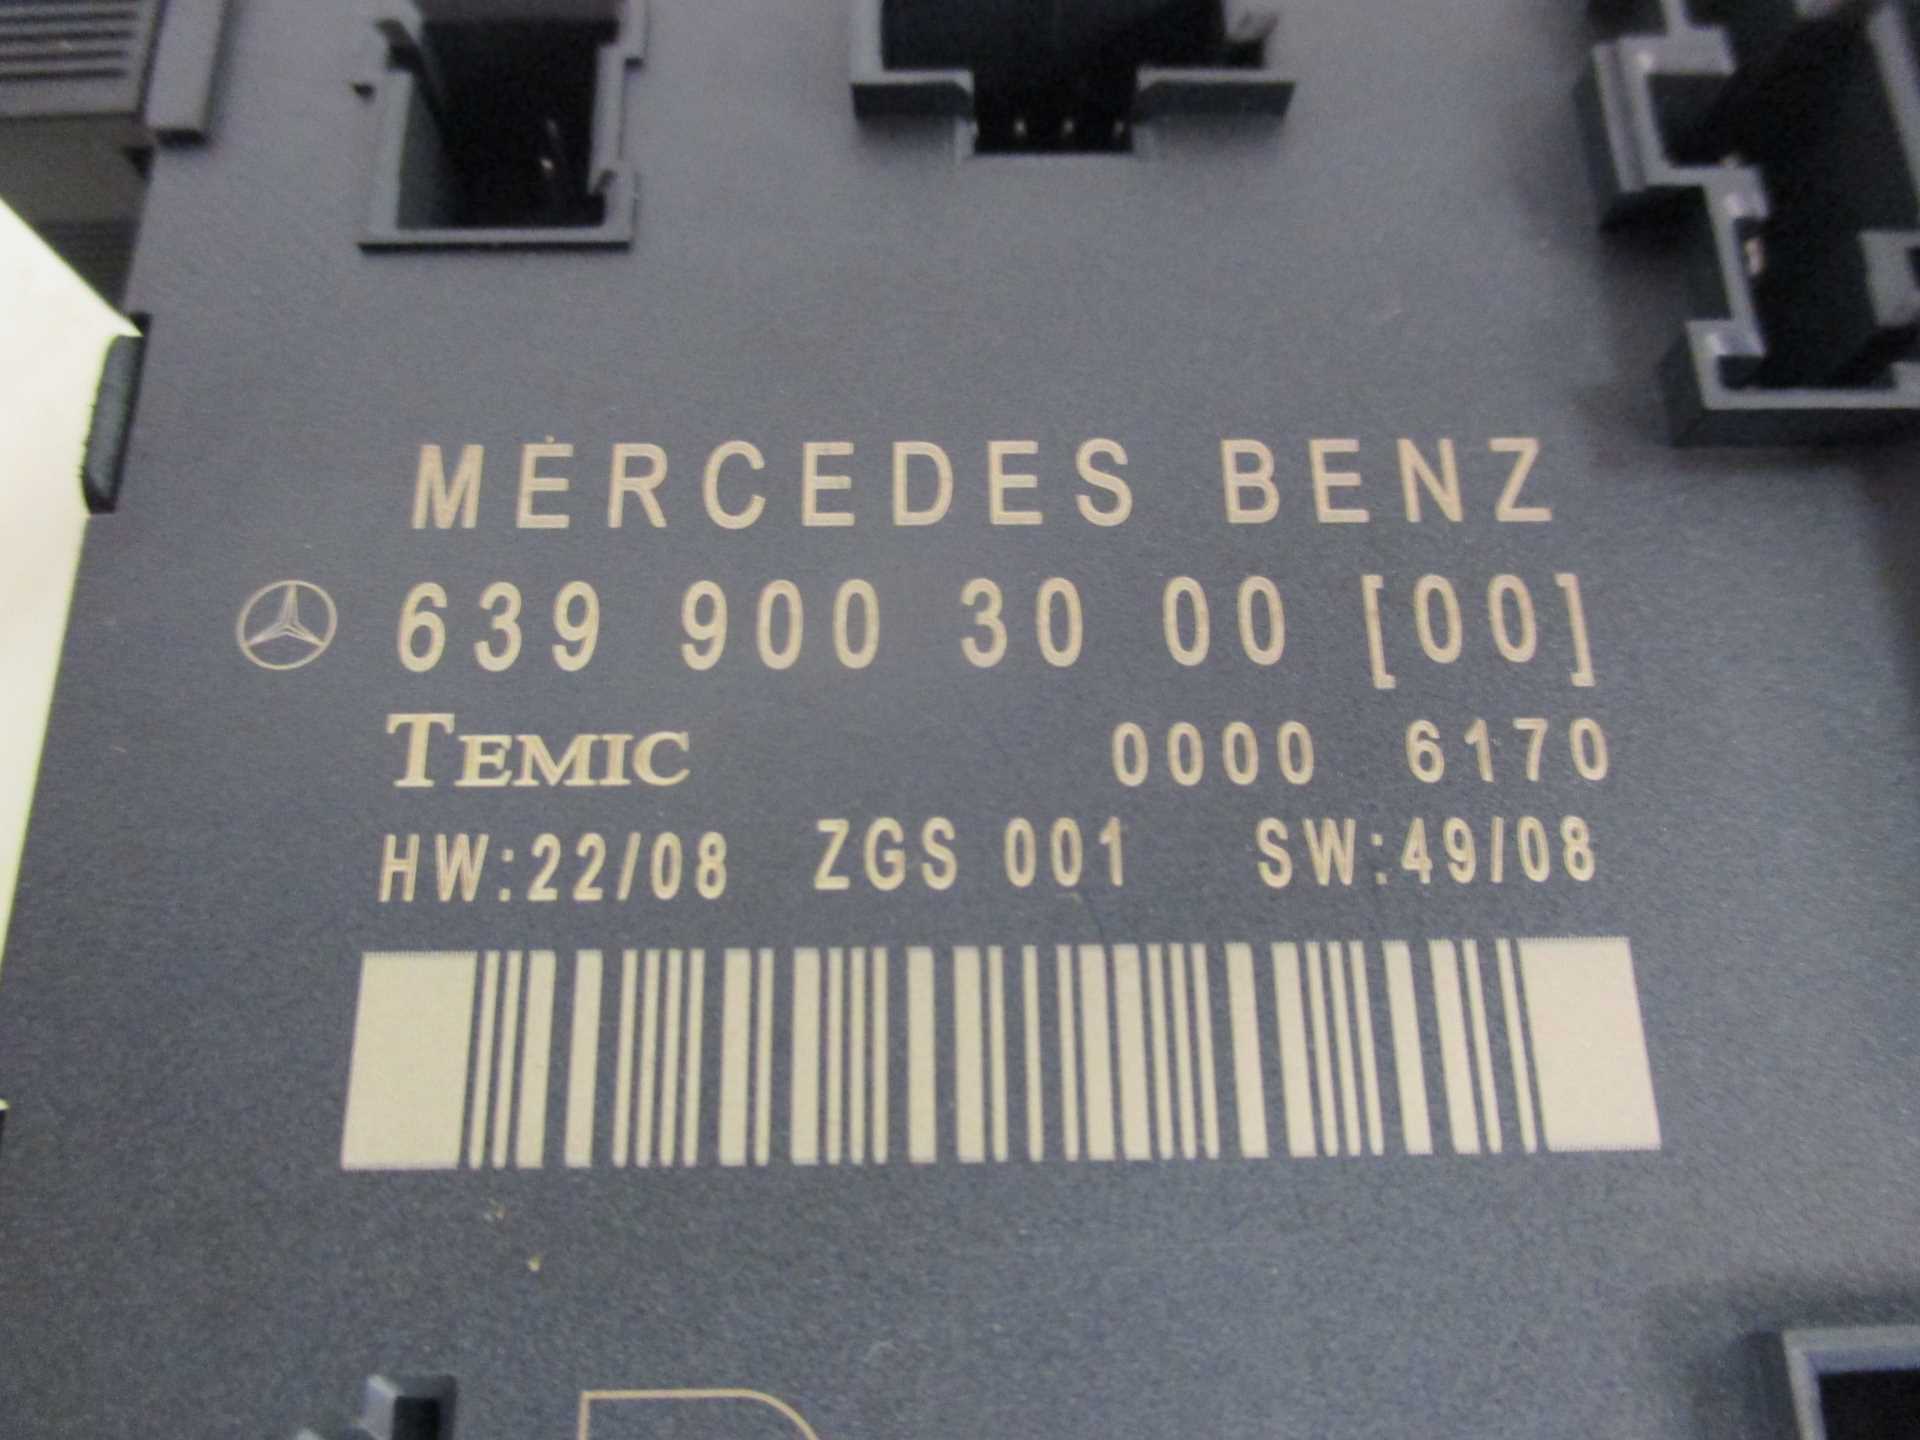 MERCEDES BENZ
639 900 30 00 [00]
TEMIC 0000 6170
HW:22/08 ZGS 001 SW:49/08